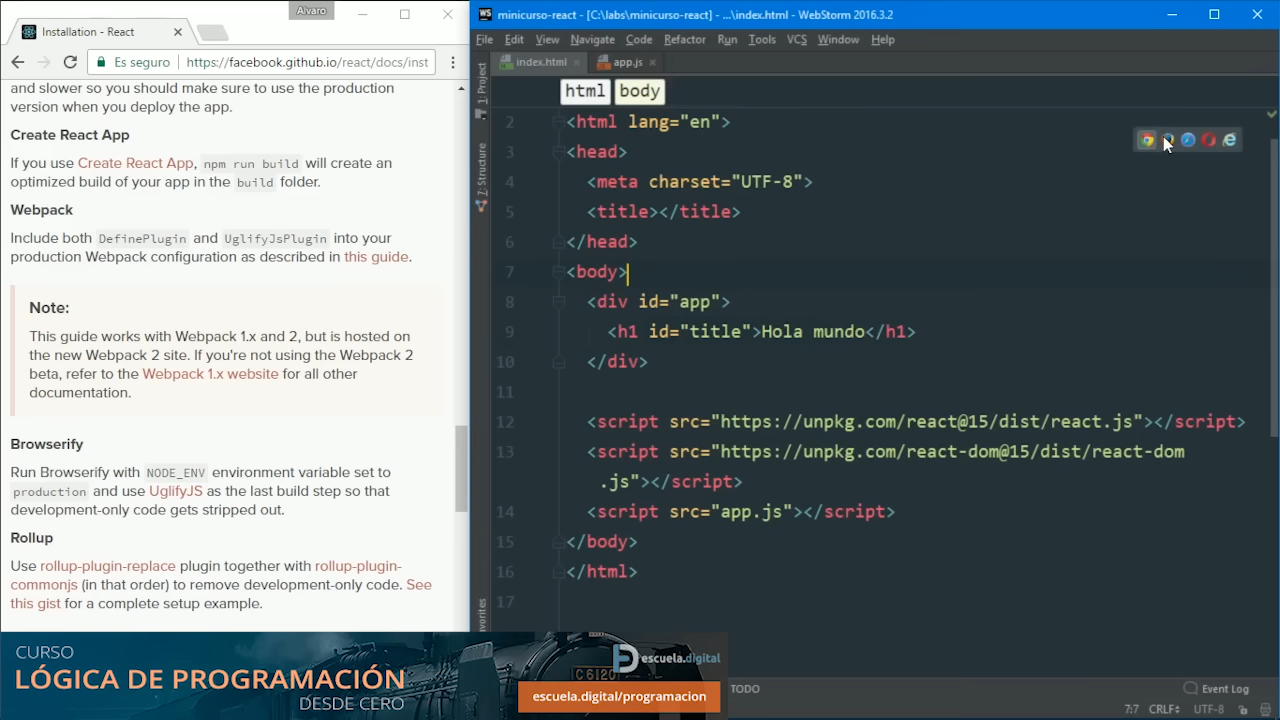 Alvaro
Installation - React
Es seguro
https://facebook.github.io/react/docs/inst
and slower so you should make sure to use the production
version when you deploy the app.
Create React App
If you use Create React App, npm run build will create an
optimized build of your app in the build folder.
Webpack
Include both DefinePlugin and UglifyJsPlugin into your
production Webpack configuration as described in this guide.
Note:
This guide works with Webpack 1.x and 2, but is hosted on
the new Webpack 2 site. If you're not using the Webpack 2
beta, refer to the Webpack 1.x website for all other
documentation.
Browserify
Run Browserify with NODE_ENV environment variable set to
production and use UglifyJS as the last build step so that
development-only code gets stripped out.
Rollup
Use rollup-plugin-replace plugin together with rollup-plugin-
commonjs (in that order) to remove development-only code. See
this gist for a complete setup example.
WS minicurso-react - [C:\labs\minicurso-react] - ...\index.html - WebStorm 2016.3.2
File Edit View Navigate Code Refactor Run Tools VCS Window Help
index.html app.js
1: Project
7: Structure
html body
2 <html lang="en">
3 <head>
4 <meta charset="UTF-8">
5 <title></title>
6 </head>
7 <body>
8 <div id="app">
9 <h1 id="title">Hola mundo</h1>
10 </div>
11
12 <script src="https://unpkg.com/react@15/dist/react.js"></script>
13 <script src="https://unpkg.com/react-dom@15/dist/react-dom
.js"></script>
14 <script src="app.js"></script>
15 </body>
16 </html>
17
CURSO
LÓGICA DE PROGRAMACIÓN
DESDE CERO
C6120
escuela.digital
escuela.digital/programacion
TODO
Event Log
7:7 CRLF UTF-8